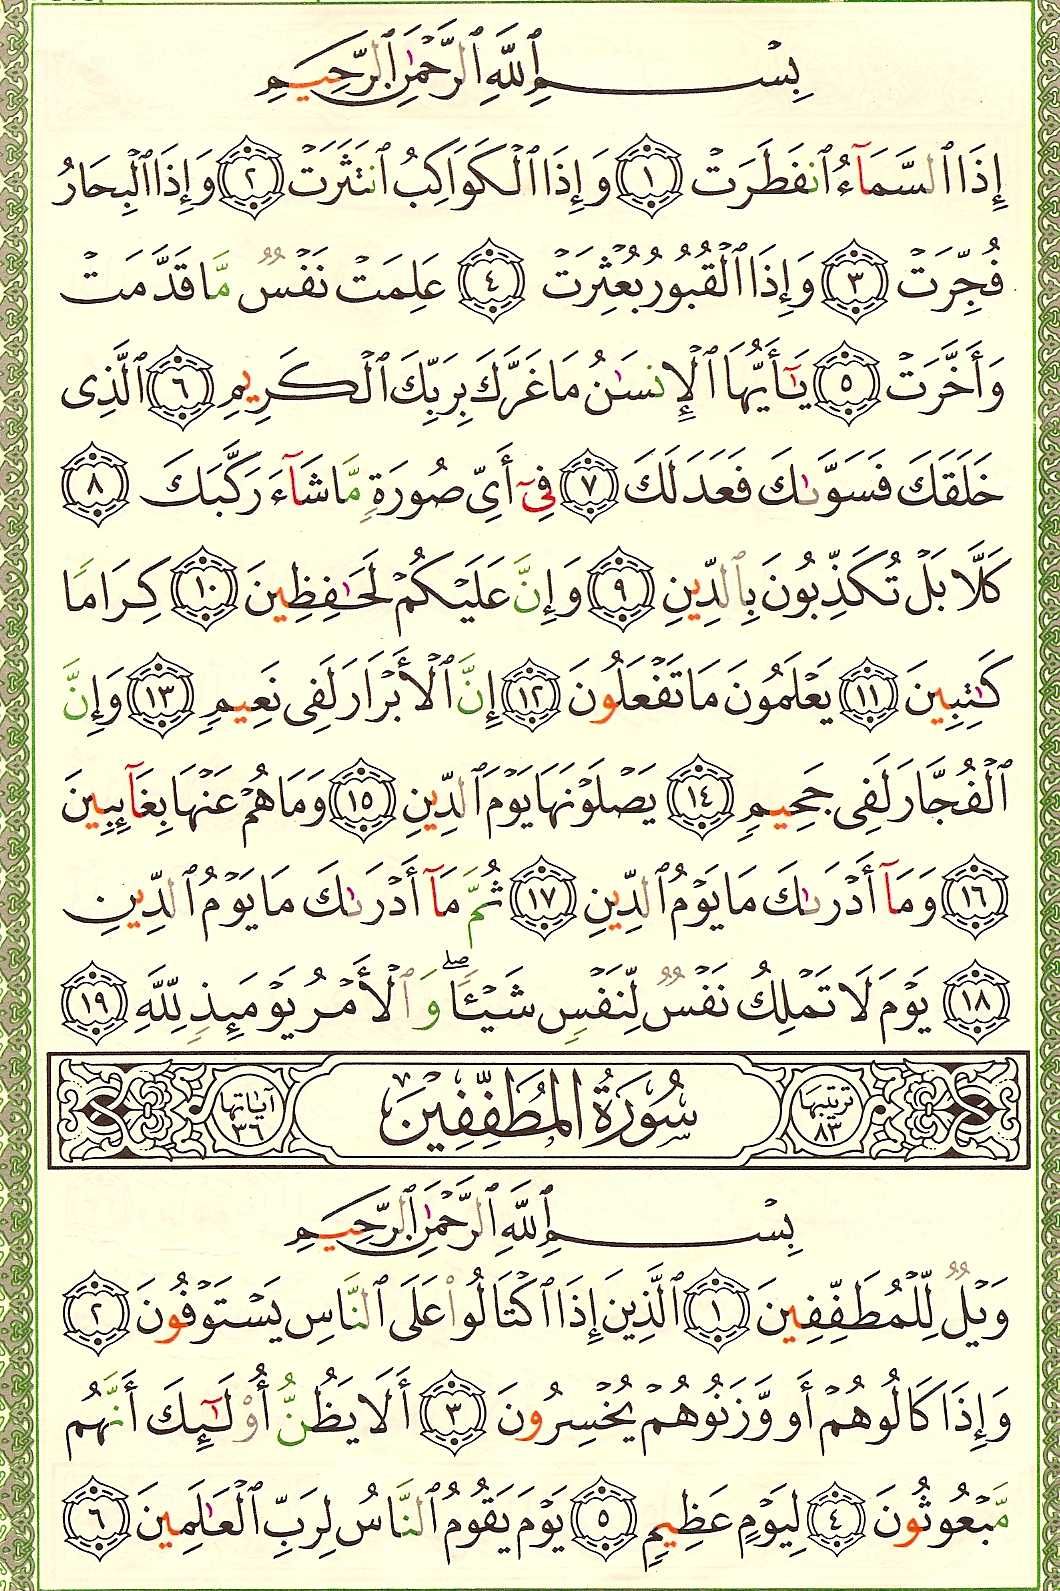 بِسْمِ ٱللَّهِ ٱلرَّحْمَٰنِ ٱلرَّحِيمِ
إِذَا ٱلسَّمَآءُ ٱنفَطَرَتْ ١ وَإِذَا ٱلْكَوَاكِبُ ٱنتَثَرَتْ ٢ وَإِذَا ٱلْبِحَارُ
فُجِّرَتْ ٣ وَإِذَا ٱلْقُبُورُ بُعْثِرَتْ ٤ عَلِمَتْ نَفْسٌ مَّا قَدَّمَتْ
وَأَخَّرَتْ ٥ يَٰٓأَيُّهَا ٱلْإِنسَٰنُ مَا غَرَّكَ بِرَبِّكَ ٱلْكَرِيمِ ٦ ٱلَّذِى
خَلَقَكَ فَسَوَّىٰكَ فَعَدَلَكَ ٧ فِىٓ أَىِّ صُورَةٍ مَّا شَآءَ رَكَّبَكَ ٨
كَلَّا بَلْ تُكَذِّبُونَ بِٱلدِّينِ ٩ وَإِنَّ عَلَيْكُمْ لَحَٰفِظِينَ ١٠ كِرَامًا
كَٰتِبِينَ ١١ يَعْلَمُونَ مَا تَفْعَلُونَ ١٢ إِنَّ ٱلْأَبْرَارَ لَفِى نَعِيمٍ ١٣ وَإِنَّ
ٱلْفُجَّارَ لَفِى جَحِيمٍ ١٤ يَصْلَوْنَهَا يَوْمَ ٱلدِّينِ ١٥ وَمَا هُمْ عَنْهَا بِغَآئِبِينَ
١٦ وَمَآ أَدْرَىٰكَ مَا يَوْمُ ٱلدِّينِ ١٧ ثُمَّ مَآ أَدْرَىٰكَ مَا يَوْمُ ٱلدِّينِ
١٨ يَوْمَ لَا تَمْلِكُ نَفْسٌ لِّنَفْسٍ شَيْـًٔا ۖ وَٱلْأَمْرُ يَوْمَئِذٍ لِّلَّهِ ١٩
ترتيبها ٨٣ سُورَةُ المُطَفِّفِينَ آيَاتها ٣٦
بِسْمِ ٱللَّهِ ٱلرَّحْمَٰنِ ٱلرَّحِيمِ
وَيْلٌ لِّلْمُطَفِّفِينَ ١ ٱلَّذِينَ إِذَا ٱكْتَالُوا۟ عَلَى ٱلنَّاسِ يَسْتَوْفُونَ ٢
وَإِذَا كَالُوهُمْ أَو وَّزَنُوهُمْ يُخْسِرُونَ ٣ أَلَا يَظُنُّ أُو۟لَٰٓئِكَ أَنَّهُم
مَّبْعُوثُونَ ٤ لِيَوْمٍ عَظِيمٍ ٥ يَوْمَ يَقُومُ ٱلنَّاسُ لِرَبِّ ٱلْعَٰلَمِينَ ٦